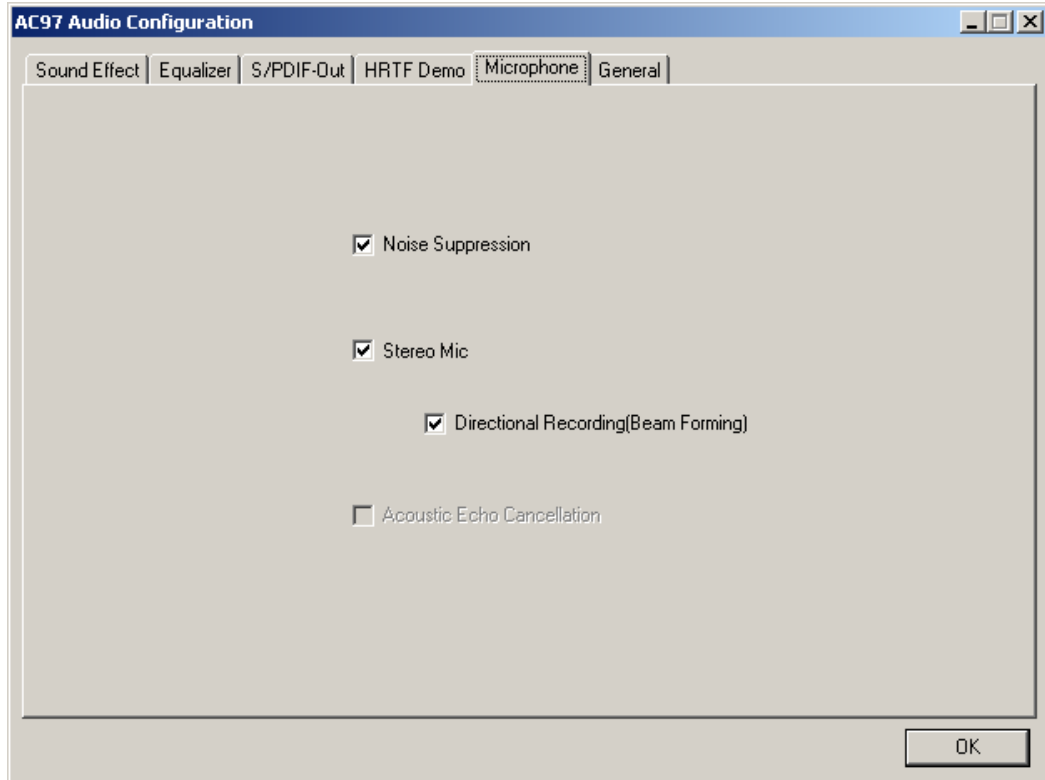 AC97 Audio Configuration
Sound Effect Equalizer S/PDIF-Out HRTF Demo Microphone General
Noise Suppression
Stereo Mic
Directional Recording(Beam Forming)
Acoustic Echo Cancellation
OK